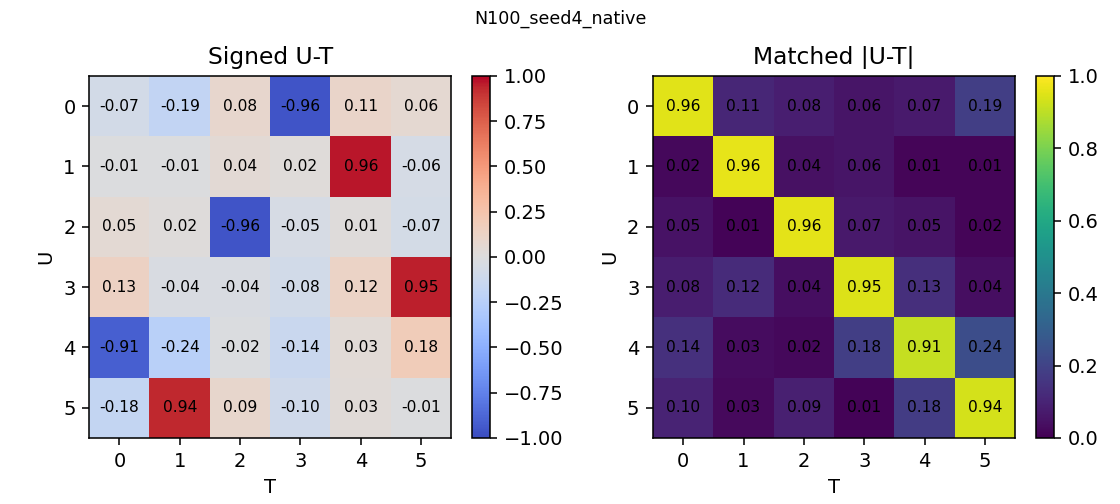 N100_seed4_native
Signed U-T
Matched |U-T|
0 -0.07 -0.19 0.08 -0.96 0.11 0.06
1 -0.01 -0.01 0.04 0.02 0.96 -0.06
2 0.05 0.02 -0.96 -0.05 0.01 -0.07
3 0.13 -0.04 -0.04 -0.08 0.12 0.95
4 -0.91 -0.24 -0.02 -0.14 0.03 0.18
5 -0.18 0.94 0.09 -0.10 0.03 -0.01
0 1 2 3 4 5
U
T
1.00
0.75
0.50
0.25
0.00
−0.25
−0.50
−0.75
−1.00
0 0.96 0.11 0.08 0.06 0.07 0.19
1 0.02 0.96 0.04 0.06 0.01 0.01
2 0.05 0.01 0.96 0.07 0.05 0.02
3 0.08 0.12 0.04 0.95 0.13 0.04
4 0.14 0.03 0.02 0.18 0.91 0.24
5 0.10 0.03 0.09 0.01 0.18 0.94
0 1 2 3 4 5
U
T
1.0
0.8
0.6
0.4
0.2
0.0